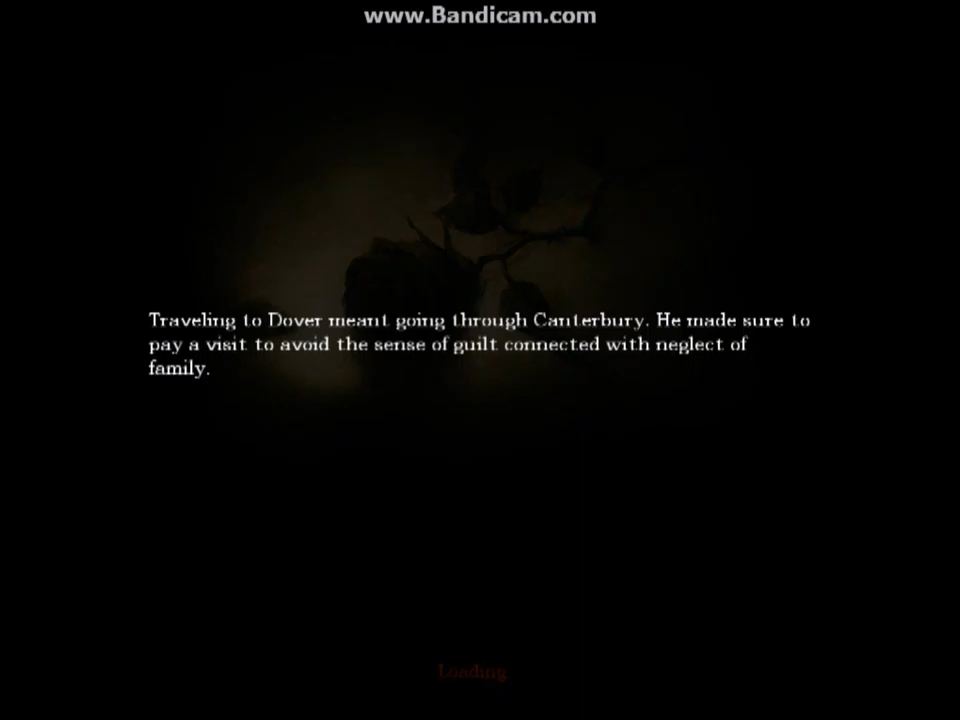 www.Bandicam.com
Traveling to Dover meant going through Canterbury. He made sure to
pay a visit to avoid the sense of guilt connected with neglect of
family.
Loading